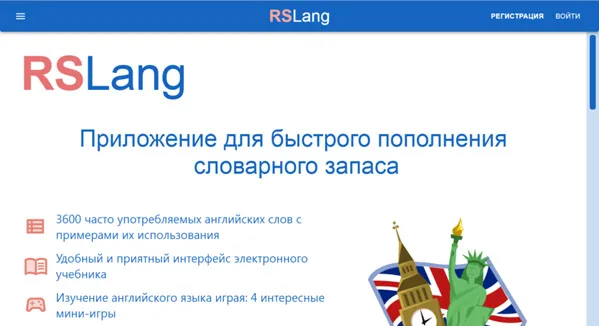 RSLang
РЕГИСТРАЦИЯ ВОЙТИ
RSLang
Приложение для быстрого пополнения
словарного запаса
3600 часто употребляемых английских слов с
примерами их использования
Удобный и приятный интерфейс электронного
учебника
Изучение английского языка играя: 4 интересные
мини-игры